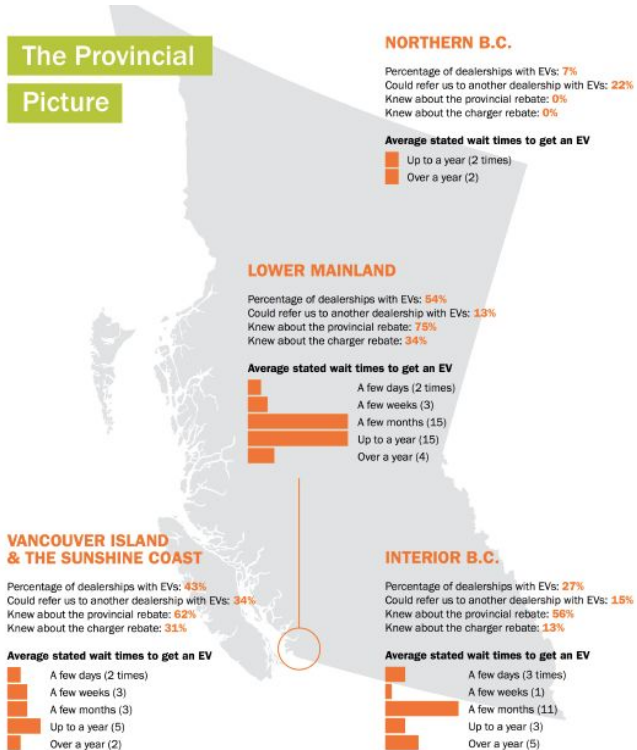 The Provincial
Picture
NORTHERN B.C.
Percentage of dealerships with EVs: 7%
Could refer us to another dealership with EVs: 22%
Knew about the provincial rebate: 0%
Knew about the charger rebate: 0%
Average stated wait times to get an EV
Up to a year (2 times)
Over a year (2)
LOWER MAINLAND
Percentage of dealerships with EVs: 54%
Could refer us to another dealership with EVs: 13%
Knew about the provincial rebate: 75%
Knew about the charger rebate: 34%
Average stated wait times to get an EV
A few days (2 times)
A few weeks (3)
A few months (15)
Up to a year (15)
Over a year (4)
VANCOUVER ISLAND
& THE SUNSHINE COAST
Percentage of dealerships with EVs: 43%
Could refer us to another dealership with EVs: 34%
Knew about the provincial rebate: 62%
Knew about the charger rebate: 31%
Average stated wait times to get an EV
A few days (2 times)
A few weeks (3)
A few months (3)
Up to a year (5)
Over a year (2)
INTERIOR B.C.
Percentage of dealerships with EVs: 27%
Could refer us to another dealership with EVs: 15%
Knew about the provincial rebate: 56%
Knew about the charger rebate: 13%
Average stated wait times to get an EV
A few days (3 times)
A few weeks (1)
A few months (11)
Up to a year (3)
Over a year (5)